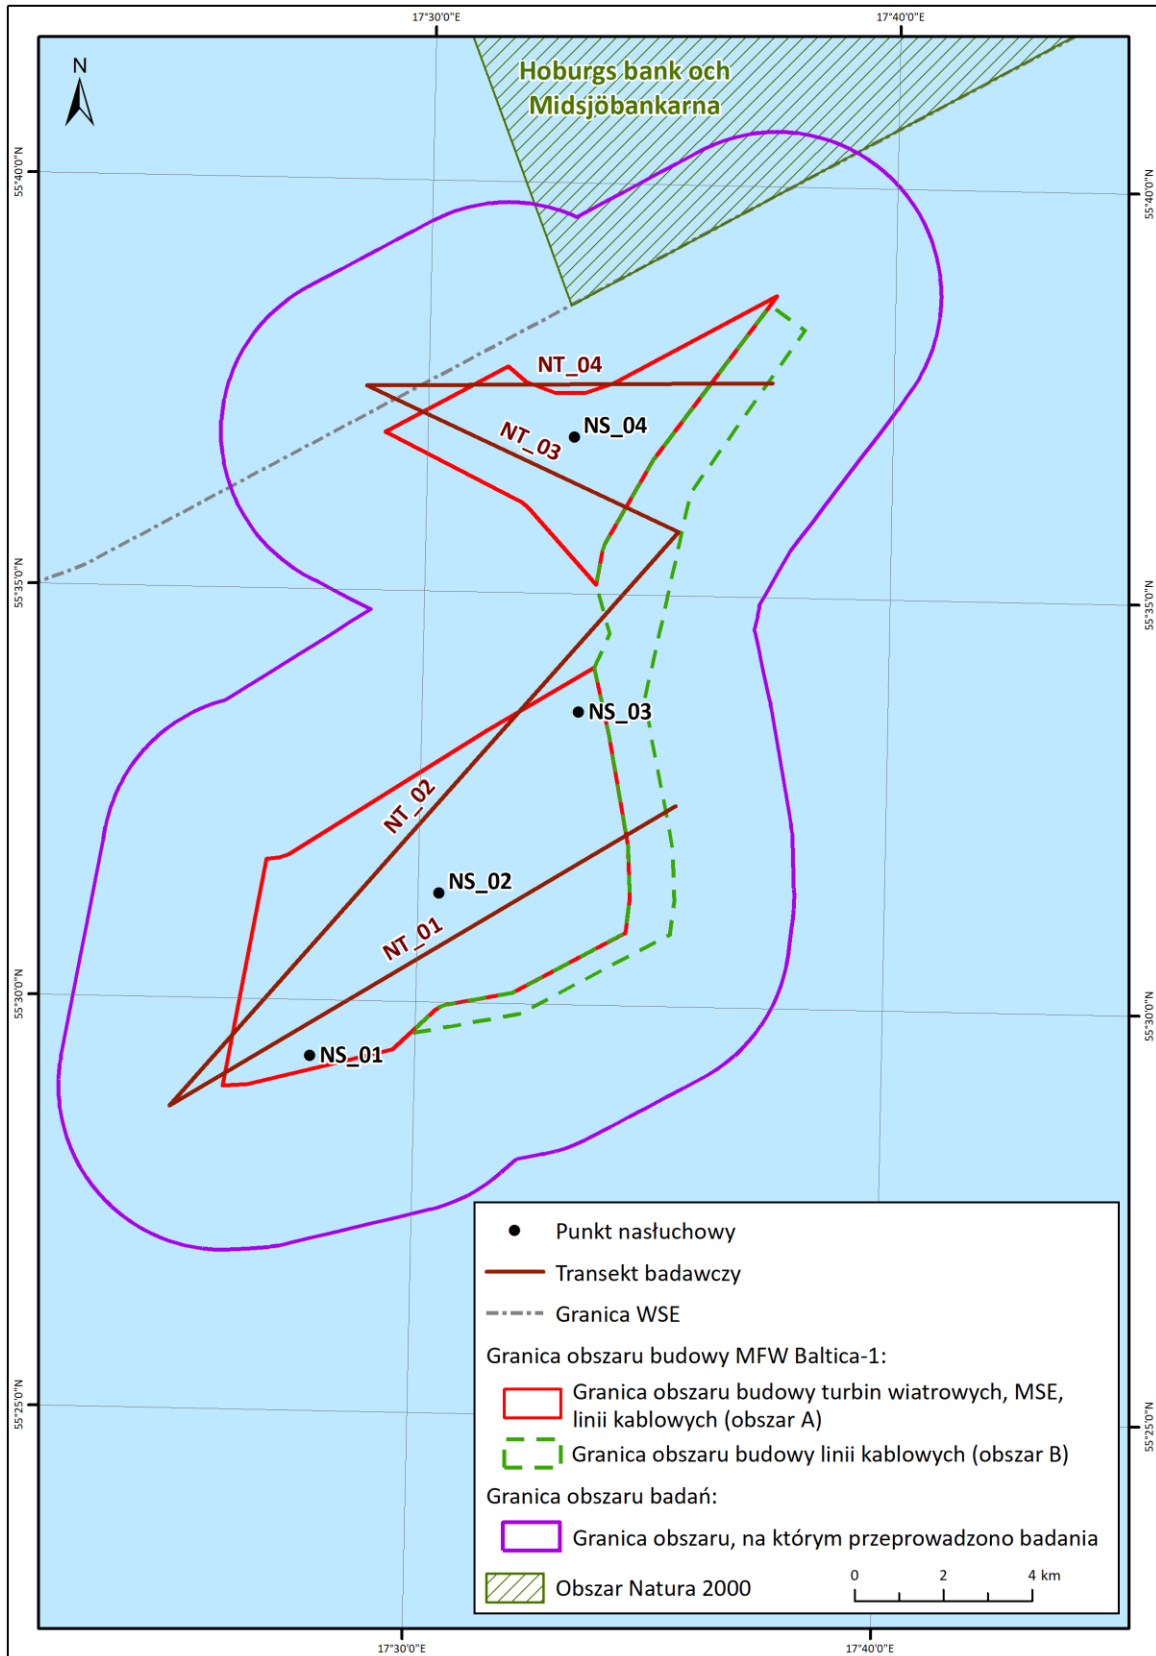 17°30'0"E
17°40'0"E
N
Hoburgs bank och
Midsjöbankarna
55°40'0"N
55°40'0"N
NT_04
NS_04
NT_03
55°35'0"N
55°35'0"N
NS_03
NT_02
NS_02
NT_01
55°30'0"N
55°30'0"N
NS_01
Punkt nasłuchowy
Transekt badawczy
Granica WSE
Granica obszaru budowy MFW Baltica-1:
Granica obszaru budowy turbin wiatrowych, MSE,
linii kablowych (obszar A)
Granica obszaru budowy linii kablowych (obszar B)
Granica obszaru badań:
Granica obszaru, na którym przeprowadzono badania
Obszar Natura 2000
0 2 4 km
55°25'0"N
55°25'0"N
17°30'0"E
17°40'0"E